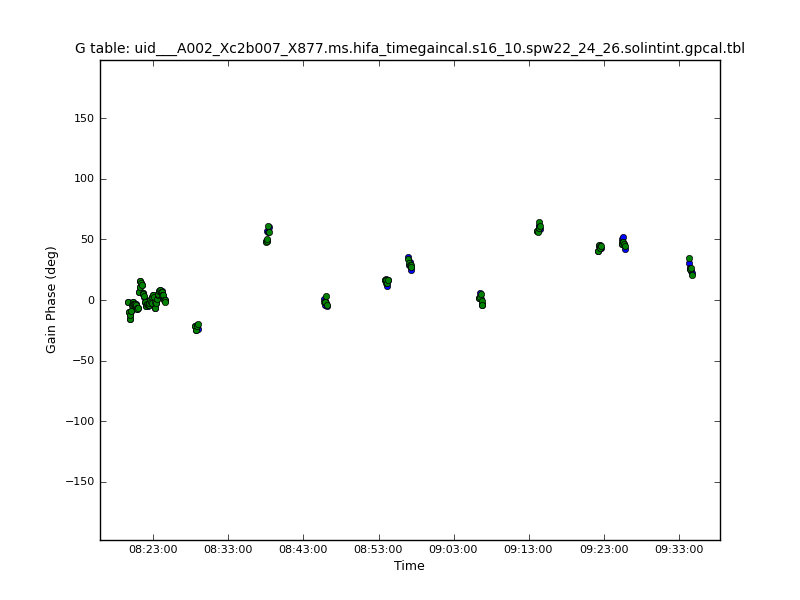 G table: uid___A002_Xc2b007_X877.ms.hifa_timegaincal.s16_10.spw22_24_26.solintint.gpcal.tbl
150
100
50
0
−50
−100
−150
Gain Phase (deg)
08:23:00 08:33:00 08:43:00 08:53:00 09:03:00 09:13:00 09:23:00 09:33:00
Time